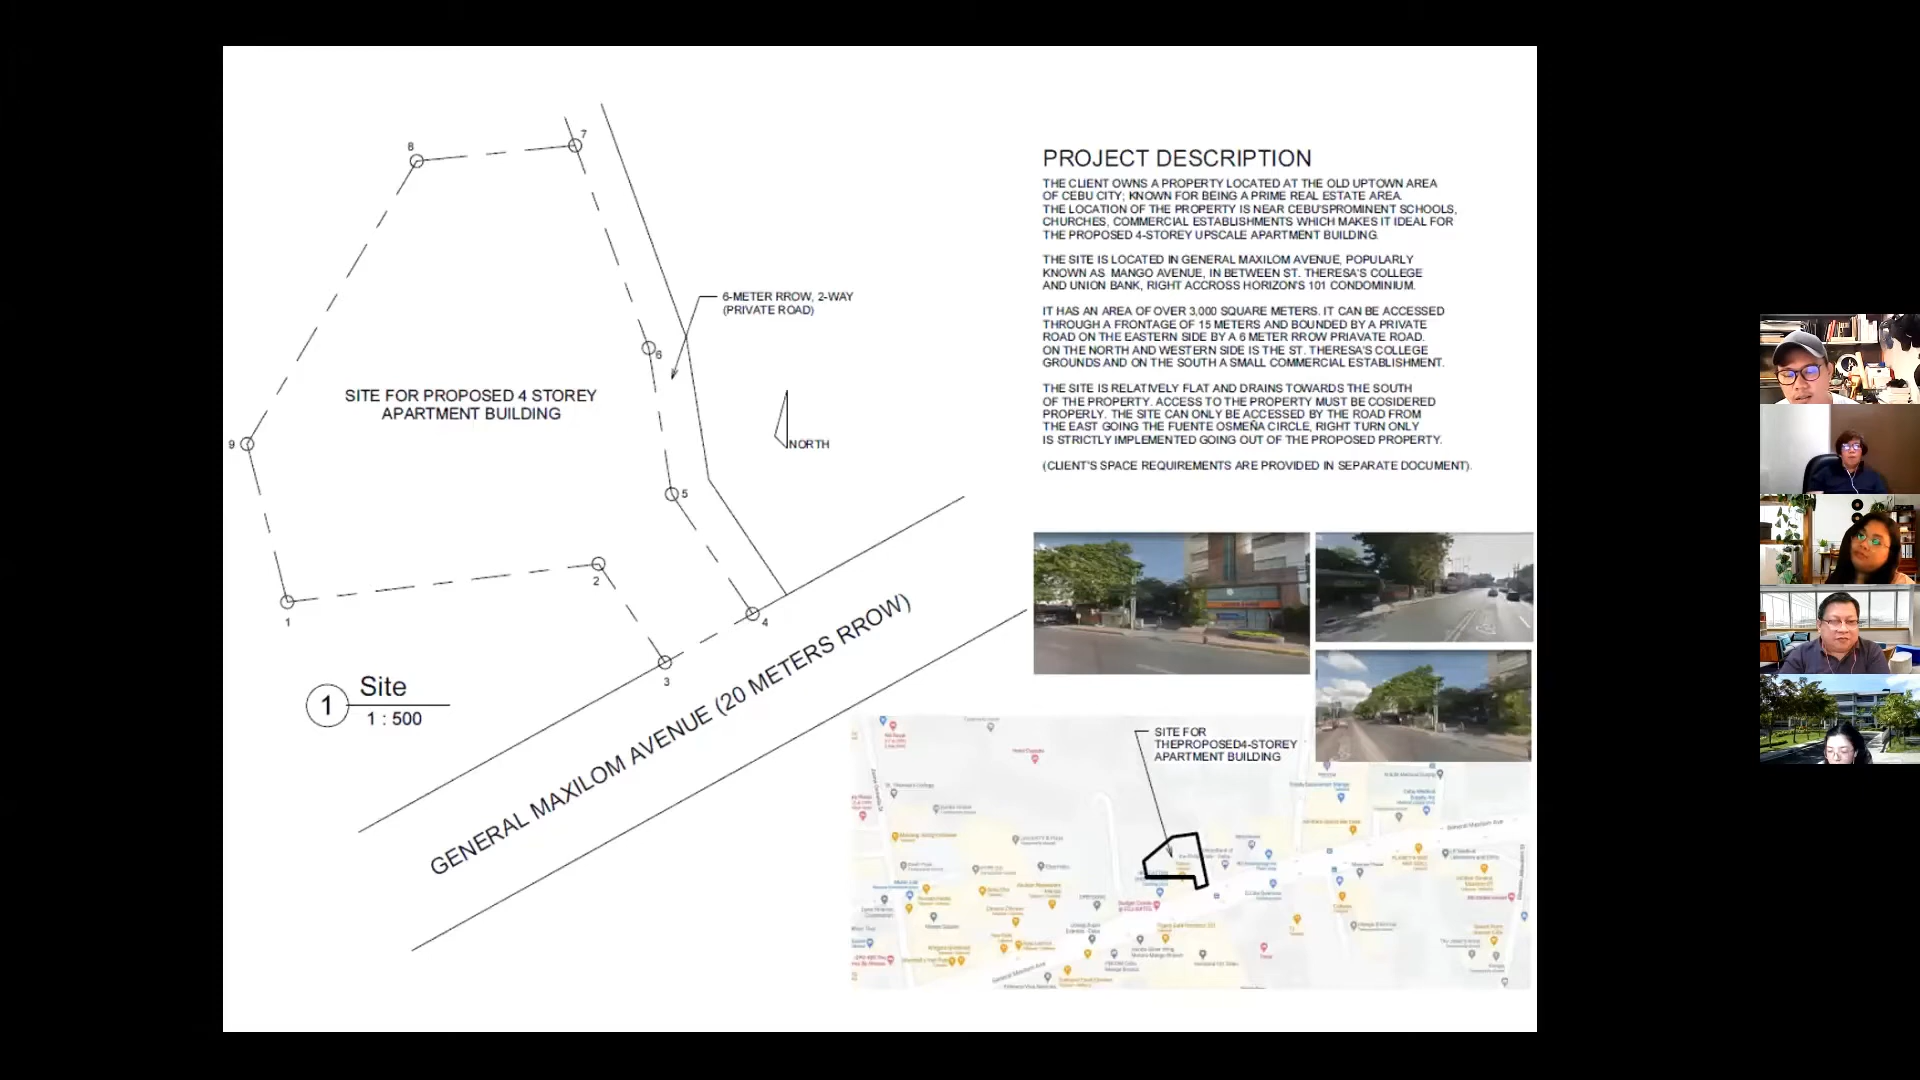 8
7
6-METER RROW, 2-WAY
(PRIVATE ROAD)
6
SITE FOR PROPOSED 4 STOREY
APARTMENT BUILDING
9
NORTH
5
2
1
4
3
1
Site
1 : 500
GENERAL MAXILOM AVENUE (20 METERS RROW)
PROJECT DESCRIPTION
THE CLIENT OWNS A PROPERTY LOCATED AT THE OLD UPTOWN AREA
OF CEBU CITY; KNOWN FOR BEING A PRIME REAL ESTATE AREA.
THE LOCATION OF THE PROPERTY IS NEAR CEBU'SPROMINENT SCHOOLS,
CHURCHES, COMMERCIAL ESTABLISHMENTS WHICH MAKES IT IDEAL FOR
THE PROPOSED 4-STOREY UPSCALE APARTMENT BUILDING.
THE SITE IS LOCATED IN GENERAL MAXILOM AVENUE, POPULARLY
KNOWN AS MANGO AVENUE, IN BETWEEN ST. THERESA'S COLLEGE
AND UNION BANK, RIGHT ACCROSS HORIZON'S 101 CONDOMINIUM.
IT HAS AN AREA OF OVER 3,000 SQUARE METERS. IT CAN BE ACCESSED
THROUGH A FRONTAGE OF 15 METERS AND BOUNDED BY A PRIVATE
ROAD ON THE EASTERN SIDE BY A 6 METER RROW PRIAVATE ROAD.
ON THE NORTH AND WESTERN SIDE IS THE ST. THERESA'S COLLEGE
GROUNDS AND ON THE SOUTH A SMALL COMMERCIAL ESTABLISHMENT.
THE SITE IS RELATIVELY FLAT AND DRAINS TOWARDS THE SOUTH
OF THE PROPERTY. ACCESS TO THE PROPERTY MUST BE COSIDERED
PROPERLY. THE SITE CAN ONLY BE ACCESSED BY THE ROAD FROM
THE EAST GOING THE FUENTE OSMEÑA CIRCLE, RIGHT TURN ONLY
IS STRICTLY IMPLEMENTED GOING OUT OF THE PROPOSED PROPERTY.
(CLIENT'S SPACE REQUIREMENTS ARE PROVIDED IN SEPARATE DOCUMENT).
SITE FOR
THEPROPOSED4-STOREY
APARTMENT BUILDING
General Maxilom Ave
General Maxilom Ave